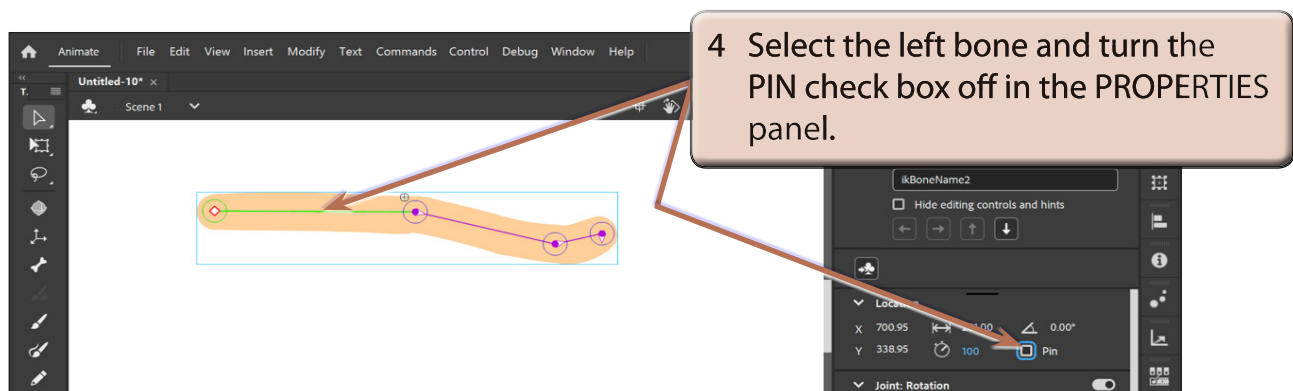 4 Select the left bone and turn the
PIN check box off in the PROPERTIES
panel.
Animate File Edit View Insert Modify Text Commands Control Debug Window Help
Untitled-10* ×
T.
Scene 1
ikBoneName2
Hide editing controls and hints
Location
X 700.95 0.00°
Y 338.95 100 Pin
Joint: Rotation